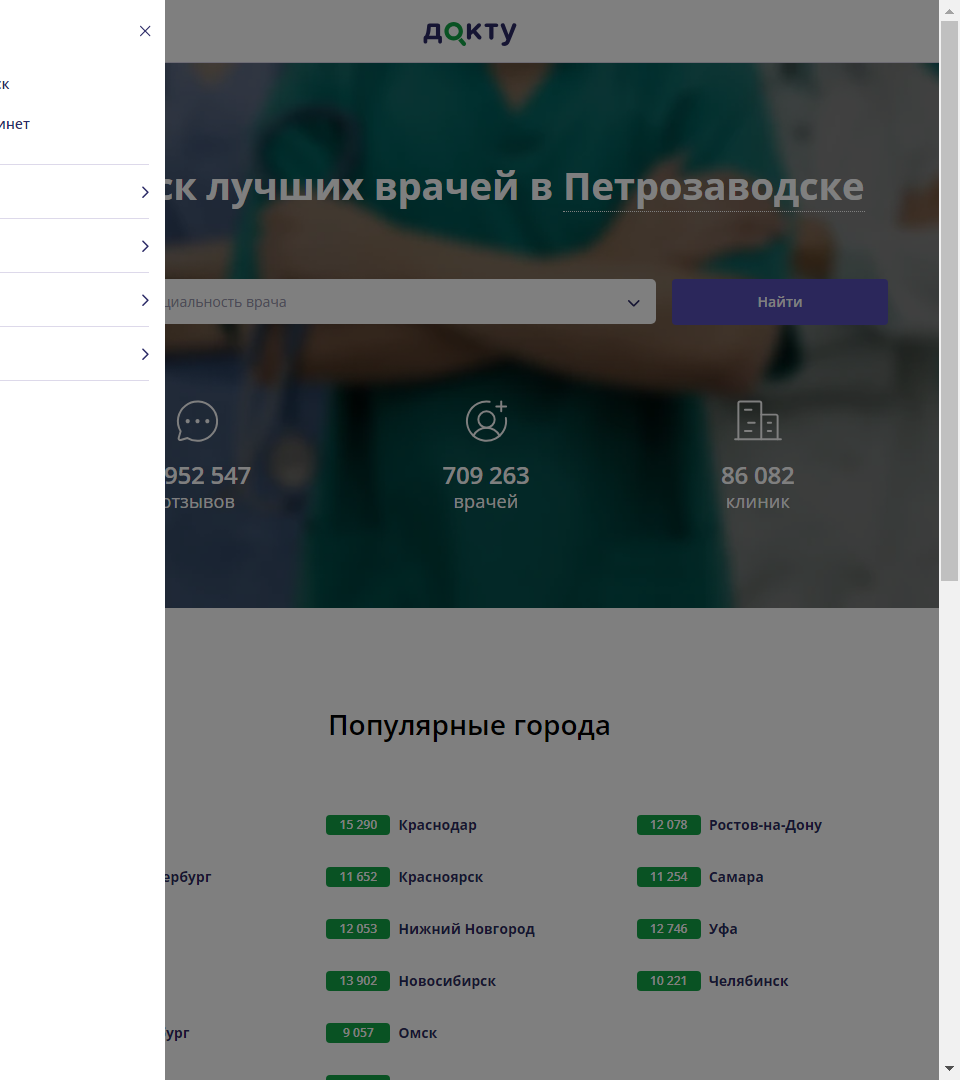 докту
ск
инет
ск лучших врачей в Петрозаводске
циальность врача
Найти
952 547
отзывов
709 263
врачей
86 082
клиник
Популярные города
15 290 Краснодар
12 078 Ростов-на-Дону
ербург
11 652 Красноярск
11 254 Самара
12 053 Нижний Новгород
12 746 Уфа
13 902 Новосибирск
10 221 Челябинск
ург
9 057 Омск